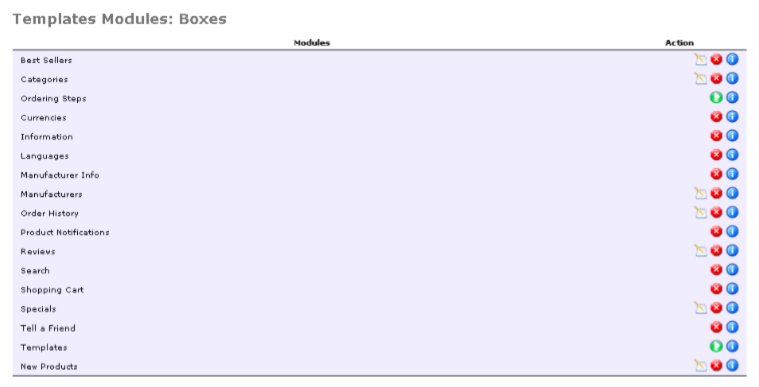 Templates Modules: Boxes
Modules Action
Best Sellers
Categories
Ordering Steps
Currencies
Information
Languages
Manufacturer Info
Manufacturers
Order History
Product Notifications
Reviews
Search
Shopping Cart
Specials
Tell a Friend
Templates
New Products